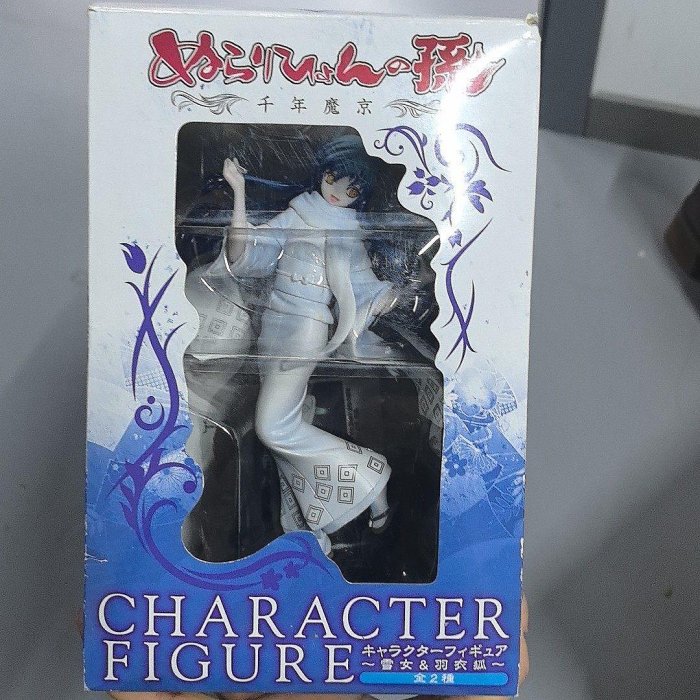 ぬらりひょんの孫
千年魔京
CHARACTER
FIGURE
キャラクターフィギュア
～雪女&羽衣狐～
全2種